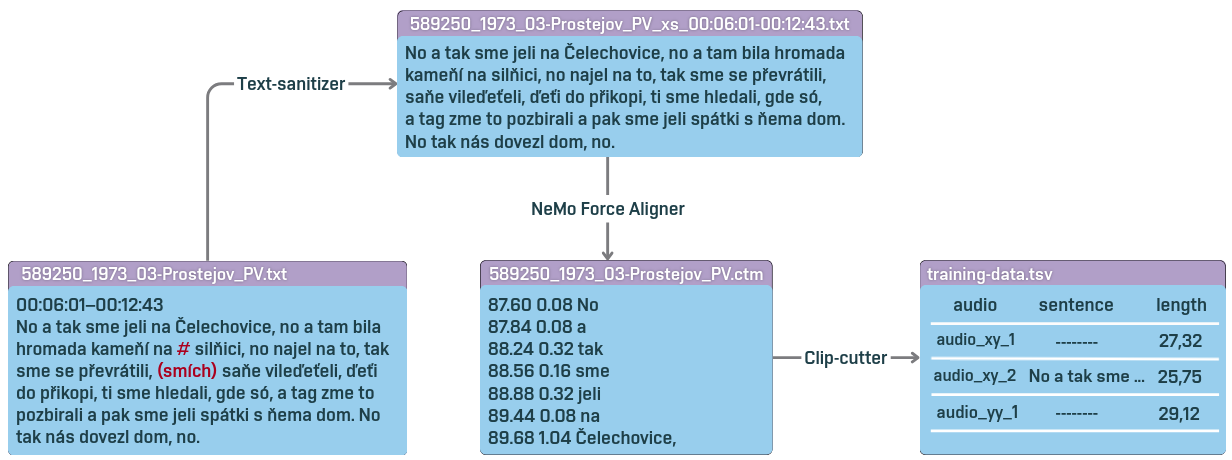 589250_1973_03-Prostejov_PV_xs_00:06:01-00:12:43.txt
No a tak sme jeli na Čelechovice, no a tam bila hromada
kameňí na silňici, no najel na to, tak sme se převrátili,
saňe vileďeťeli, ďeťi do přikopi, ti sme hledali, gde só,
a tag zme to pozbirali a pak sme jeli spátki s ňema dom.
No tak nás dovezl dom, no.
Text-sanitizer
NeMo Force Aligner
589250_1973_03-Prostejov_PV.txt
00:06:01–00:12:43
No a tak sme jeli na Čelechovice, no a tam bila
hromada kameňí na # silňici, no najel na to, tak
sme se převrátili, (smích) saňe vileďeťeli, ďeťi
do přikopi, ti sme hledali, gde só, a tag zme to
pozbirali a pak sme jeli spátki s ňema dom. No
tak nás dovezl dom, no.
589250_1973_03-Prostejov_PV.ctm
87.60 0.08 No
87.84 0.08 a
88.24 0.32 tak
88.56 0.16 sme
88.88 0.32 jeli
89.44 0.08 na
89.68 1.04 Čelechovice,
Clip-cutter
training-data.tsv
audio sentence length
audio_xy_1 -------- 27,32
audio_xy_2 No a tak sme ... 25,75
audio_yy_1 -------- 29,12